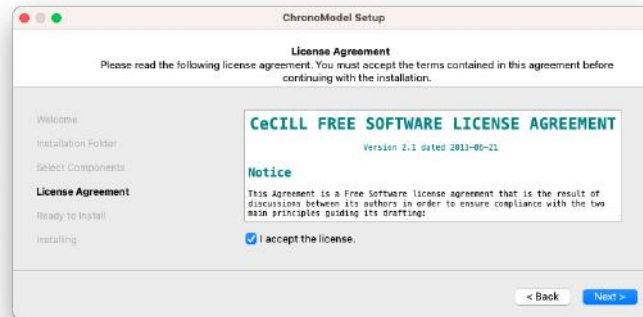 ChronoModel Setup
License Agreement
Please read the following license agreement. You must accept the terms contained in this agreement before
continuing with the installation.
Welcome
Installation Folder
Select Components
License Agreement
Ready to Install
Installing
CeCILL FREE SOFTWARE LICENSE AGREEMENT
Version 2.1 dated 2013-06-21
Notice
This Agreement is a Free Software license agreement that is the result of
discussions between its authors in order to ensure compliance with the two
main principles guiding its drafting:
I accept the license.
< Back
Next >